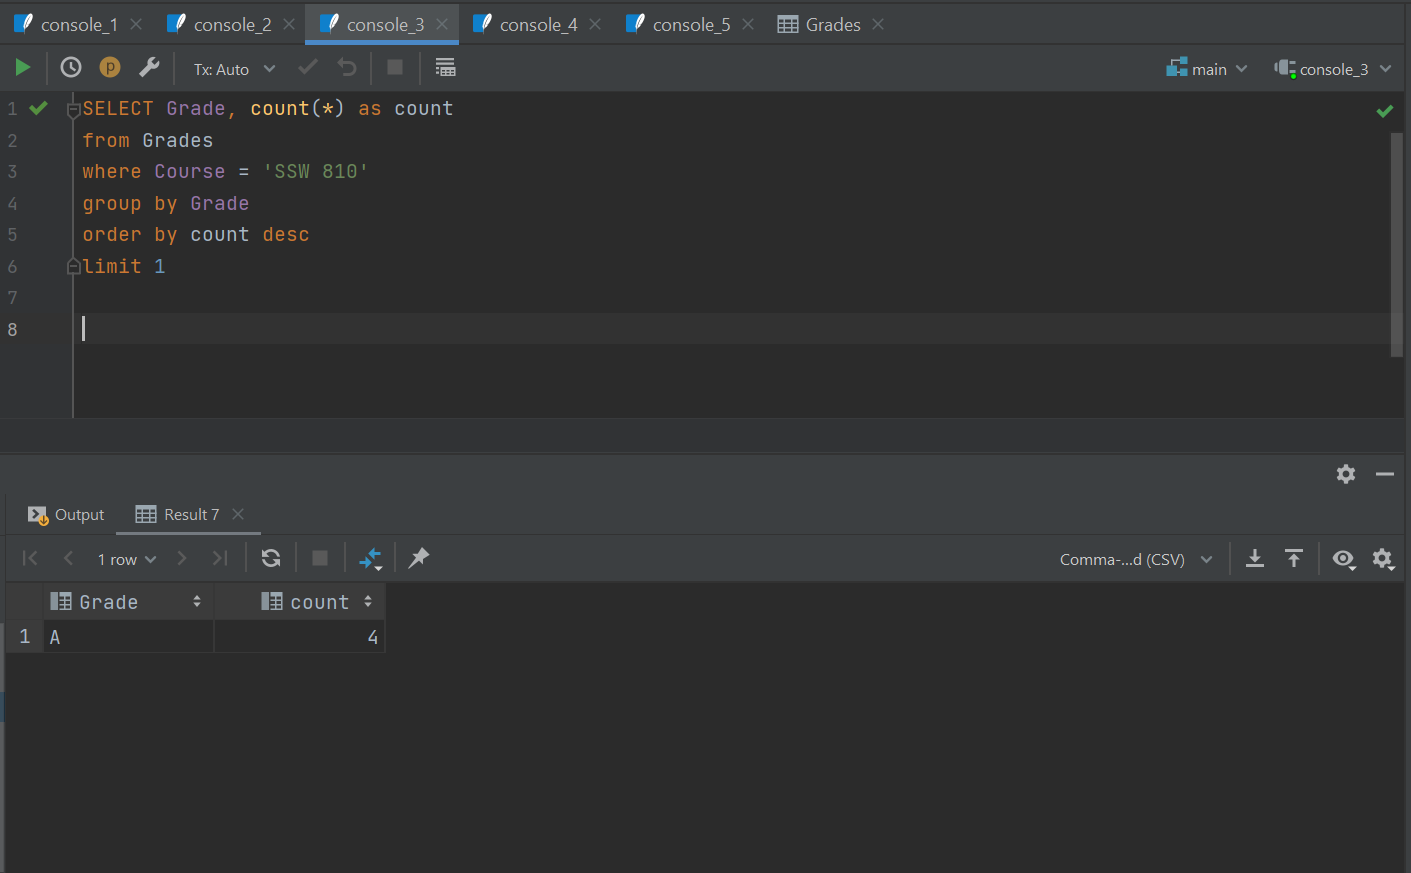 console_1 console_2 console_3 console_4 console_5 Grades
p Tx: Auto main console_3
1 SELECT Grade, count(*) as count
2 from Grades
3 where Course = 'SSW 810'
4 group by Grade
5 order by count desc
6 limit 1
7
8
Output Result 7
1 row Comma-...d (CSV)
Grade count
1 A 4